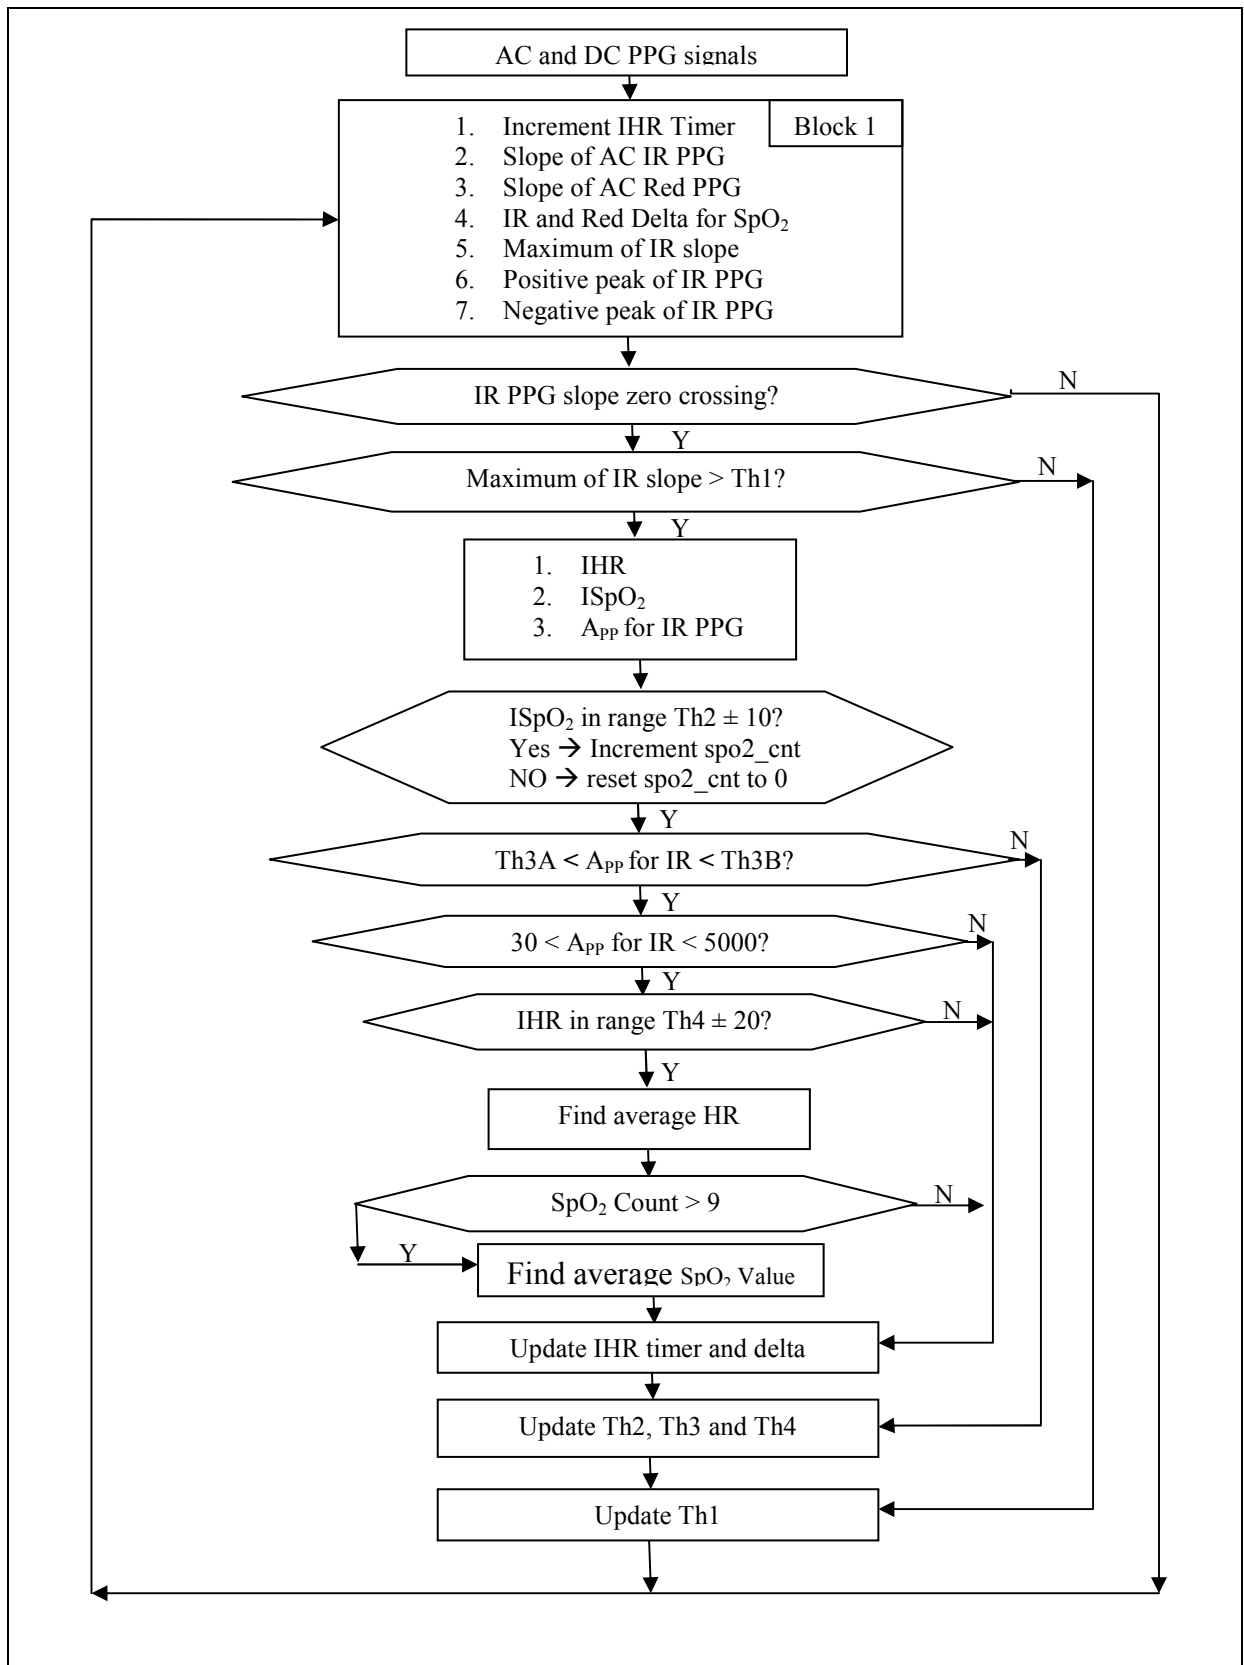 AC and DC PPG signals
Block 1
1. Increment IHR Timer
2. Slope of AC IR PPG
3. Slope of AC Red PPG
4. IR and Red Delta for SpO₂
5. Maximum of IR slope
6. Positive peak of IR PPG
7. Negative peak of IR PPG
IR PPG slope zero crossing?
N
Y
Maximum of IR slope > Th1?
N
Y
1. IHR
2. ISpO₂
3. A_PP for IR PPG
ISpO₂ in range Th2 ± 10?
Yes → Increment spo2_cnt
NO → reset spo2_cnt to 0
Y
Th3A < A_PP for IR < Th3B?
N
Y
30 < A_PP for IR < 5000?
N
Y
IHR in range Th4 ± 20?
N
Y
Find average HR
SpO₂ Count > 9
N
Y
Find average SpO₂ Value
Update IHR timer and delta
Update Th2, Th3 and Th4
Update Th1